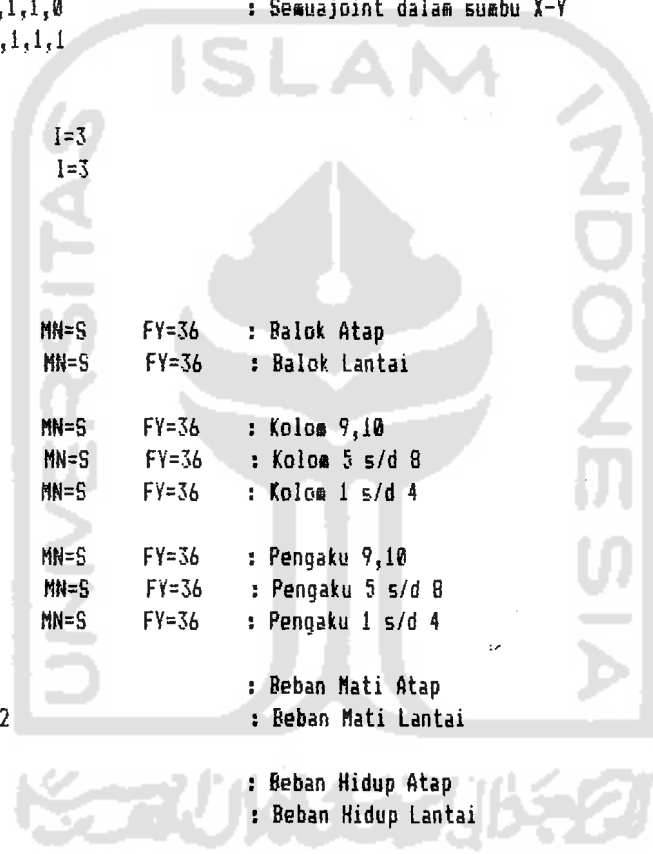 ,1,1,0 : Semuajoint dalam sumbu X-Y
,1,1,1
ISLAM
UNIVERSITAS
INDONESIA
I=3
I=3
MN=S FY=36 : Balok Atap
MN=S FY=36 : Balok Lantai
MN=S FY=36 : Kolom 9,10
MN=S FY=36 : Kolom 5 s/d 8
MN=S FY=36 : Kolom 1 s/d 4
MN=S FY=36 : Pengaku 9,10
MN=S FY=36 : Pengaku 5 s/d 8
MN=S FY=36 : Pengaku 1 s/d 4
: Beban Mati Atap
2 : Beban Mati Lantai
: Beban Hidup Atap
: Beban Hidup Lantai